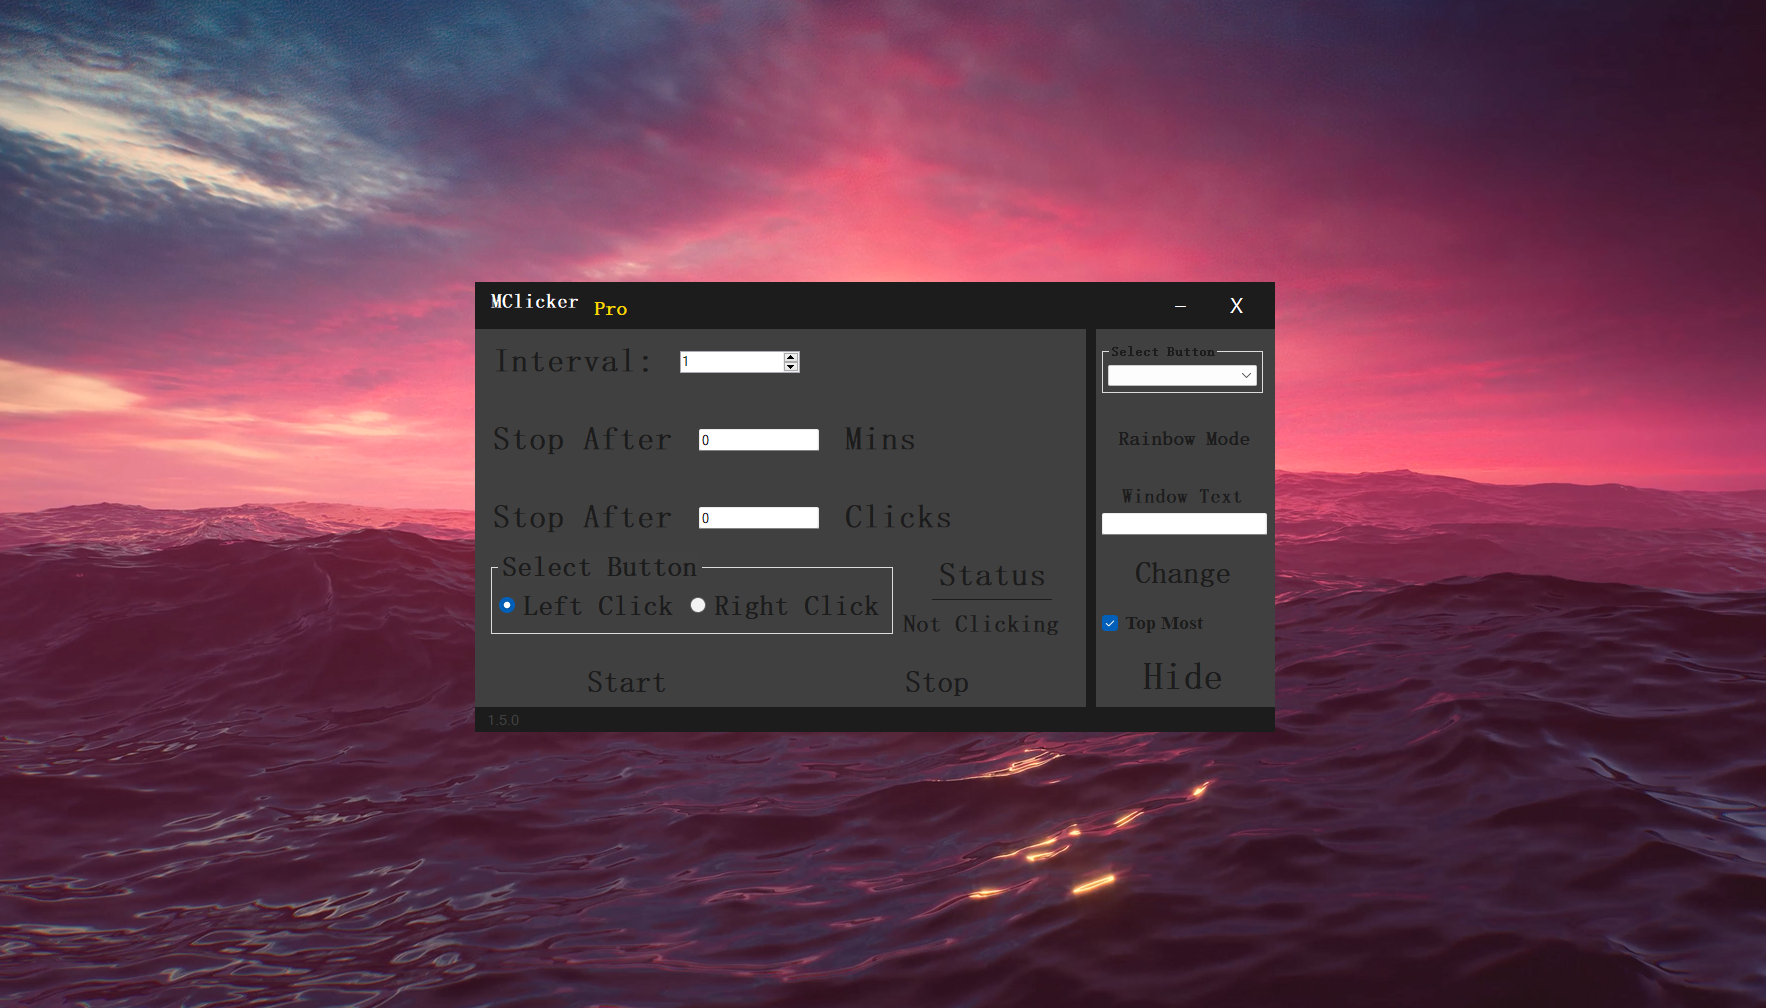 MClicker Pro
X
Interval: 1
Stop After 0 Mins
Stop After 0 Clicks
Select Button
Left Click Right Click
Status
Not Clicking
Start Stop
Select Button
Rainbow Mode
Window Text
Change
Top Most
Hide
1.5.0